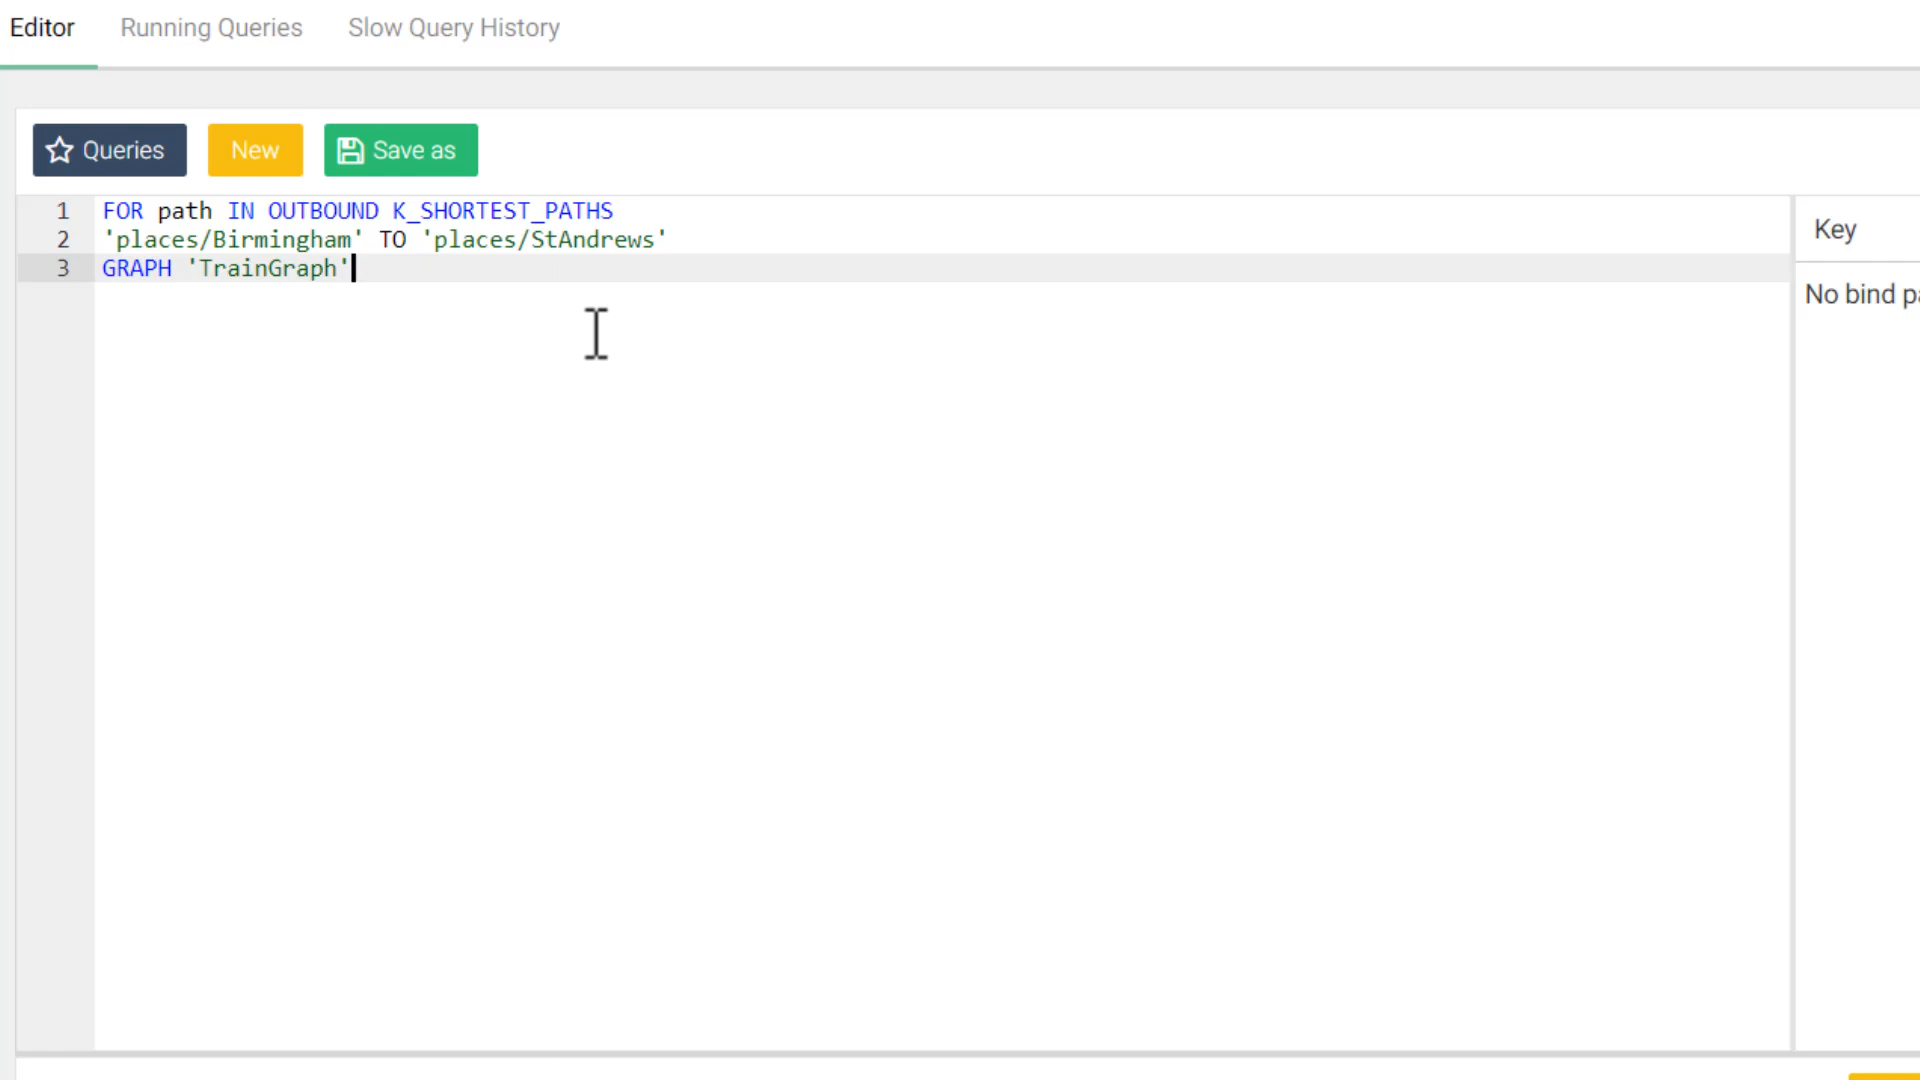 Editor Running Queries Slow Query History
Queries New Save as
1 FOR path IN OUTBOUND K_SHORTEST_PATHS
2 'places/Birmingham' TO 'places/StAndrews'
3 GRAPH 'TrainGraph'
Key
No bind